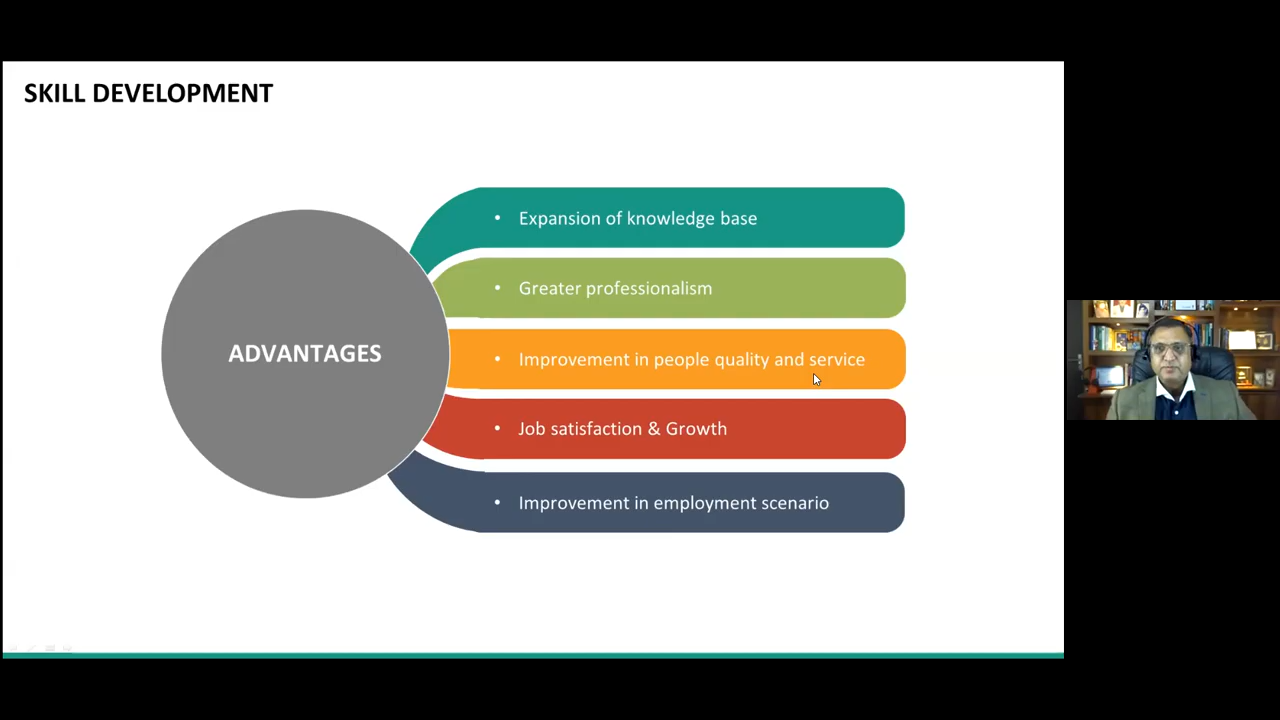 SKILL DEVELOPMENT
ADVANTAGES
• Expansion of knowledge base
• Greater professionalism
• Improvement in people quality and service
• Job satisfaction & Growth
• Improvement in employment scenario